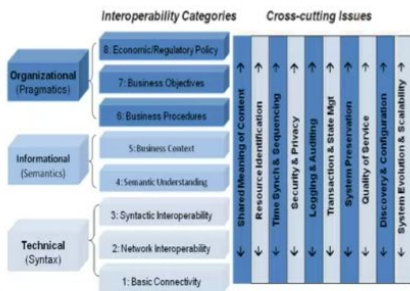 Interoperability Categories
Cross-cutting Issues
Organizational
(Pragmatics)
8: Economic/Regulatory Policy
7: Business Objectives
6: Business Procedures
Informational
(Semantics)
5: Business Context
4: Semantic Understanding
Technical
(Syntax)
3: Syntactic Interoperability
2: Network Interoperability
1: Basic Connectivity
Shared Meaning of Content
Resource Identification
Time Synch & Sequencing
Security & Privacy
Logging & Auditing
Transaction & State Mgt
System Preservation
Quality of Service
Discovery & Configuration
System Evolution & Scalability